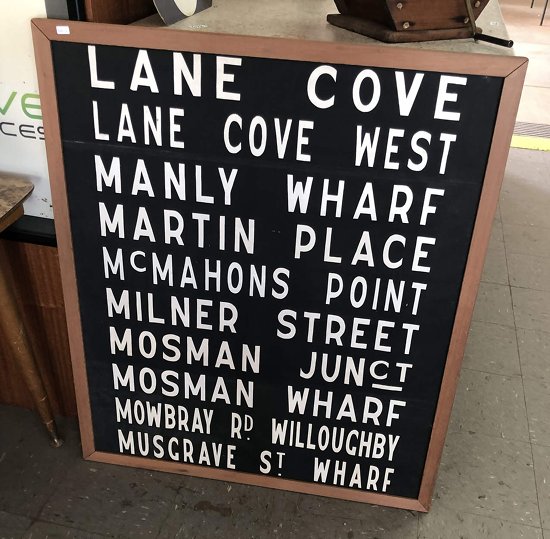 LANE COVE
LANE COVE WEST
MANLY WHARF
MARTIN PLACE
McMAHONS POINT
MILNER STREET
MOSMAN JUNCT
MOSMAN WHARF
MOWBRAY RD WILLOUGHBY
MUSGRAVE ST WHARF